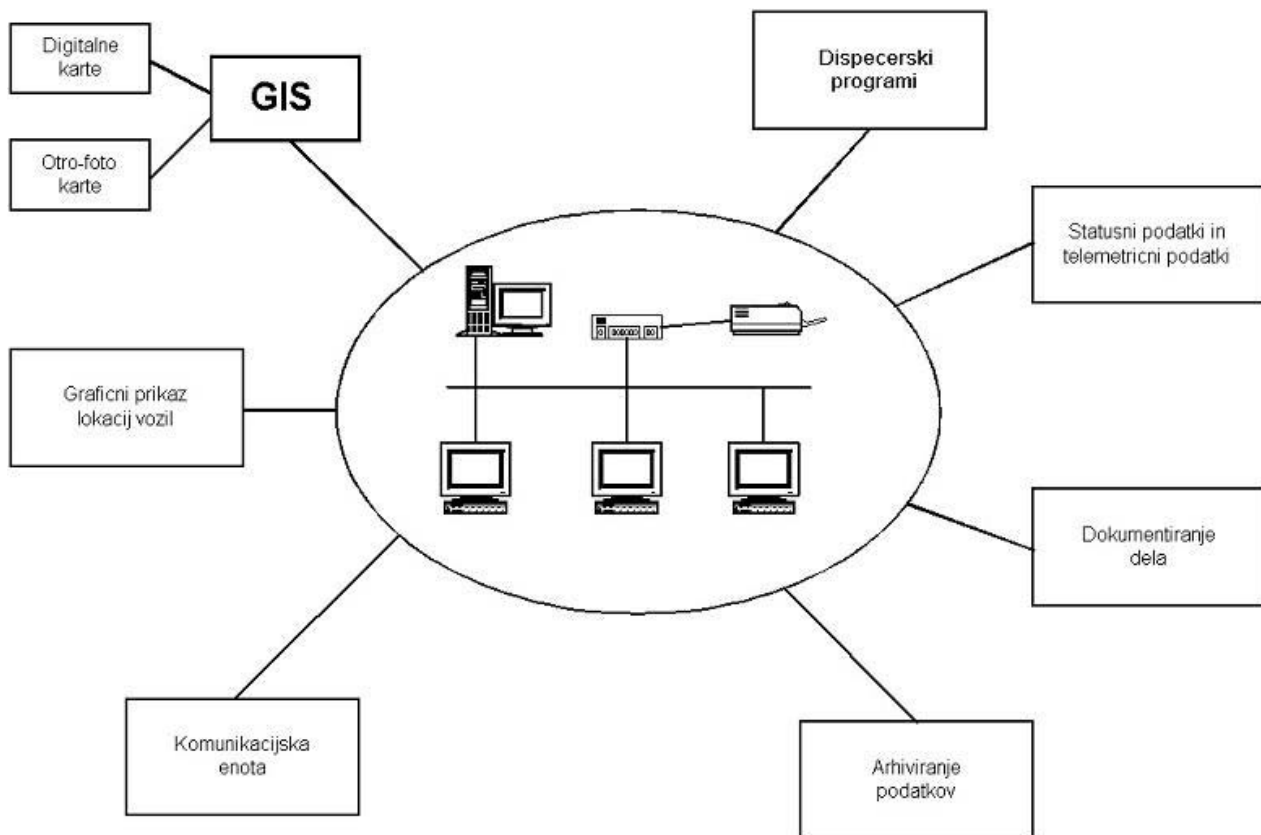 Digitalne
karte
GIS
Otro-foto
karte
Dispecerski
programi
Statusni podatki in
telemetricni podatki
Graficni prikaz
lokacij vozil
Dokumentiranje
dela
Komunikacijska
enota
Arhiviranje
podatkov